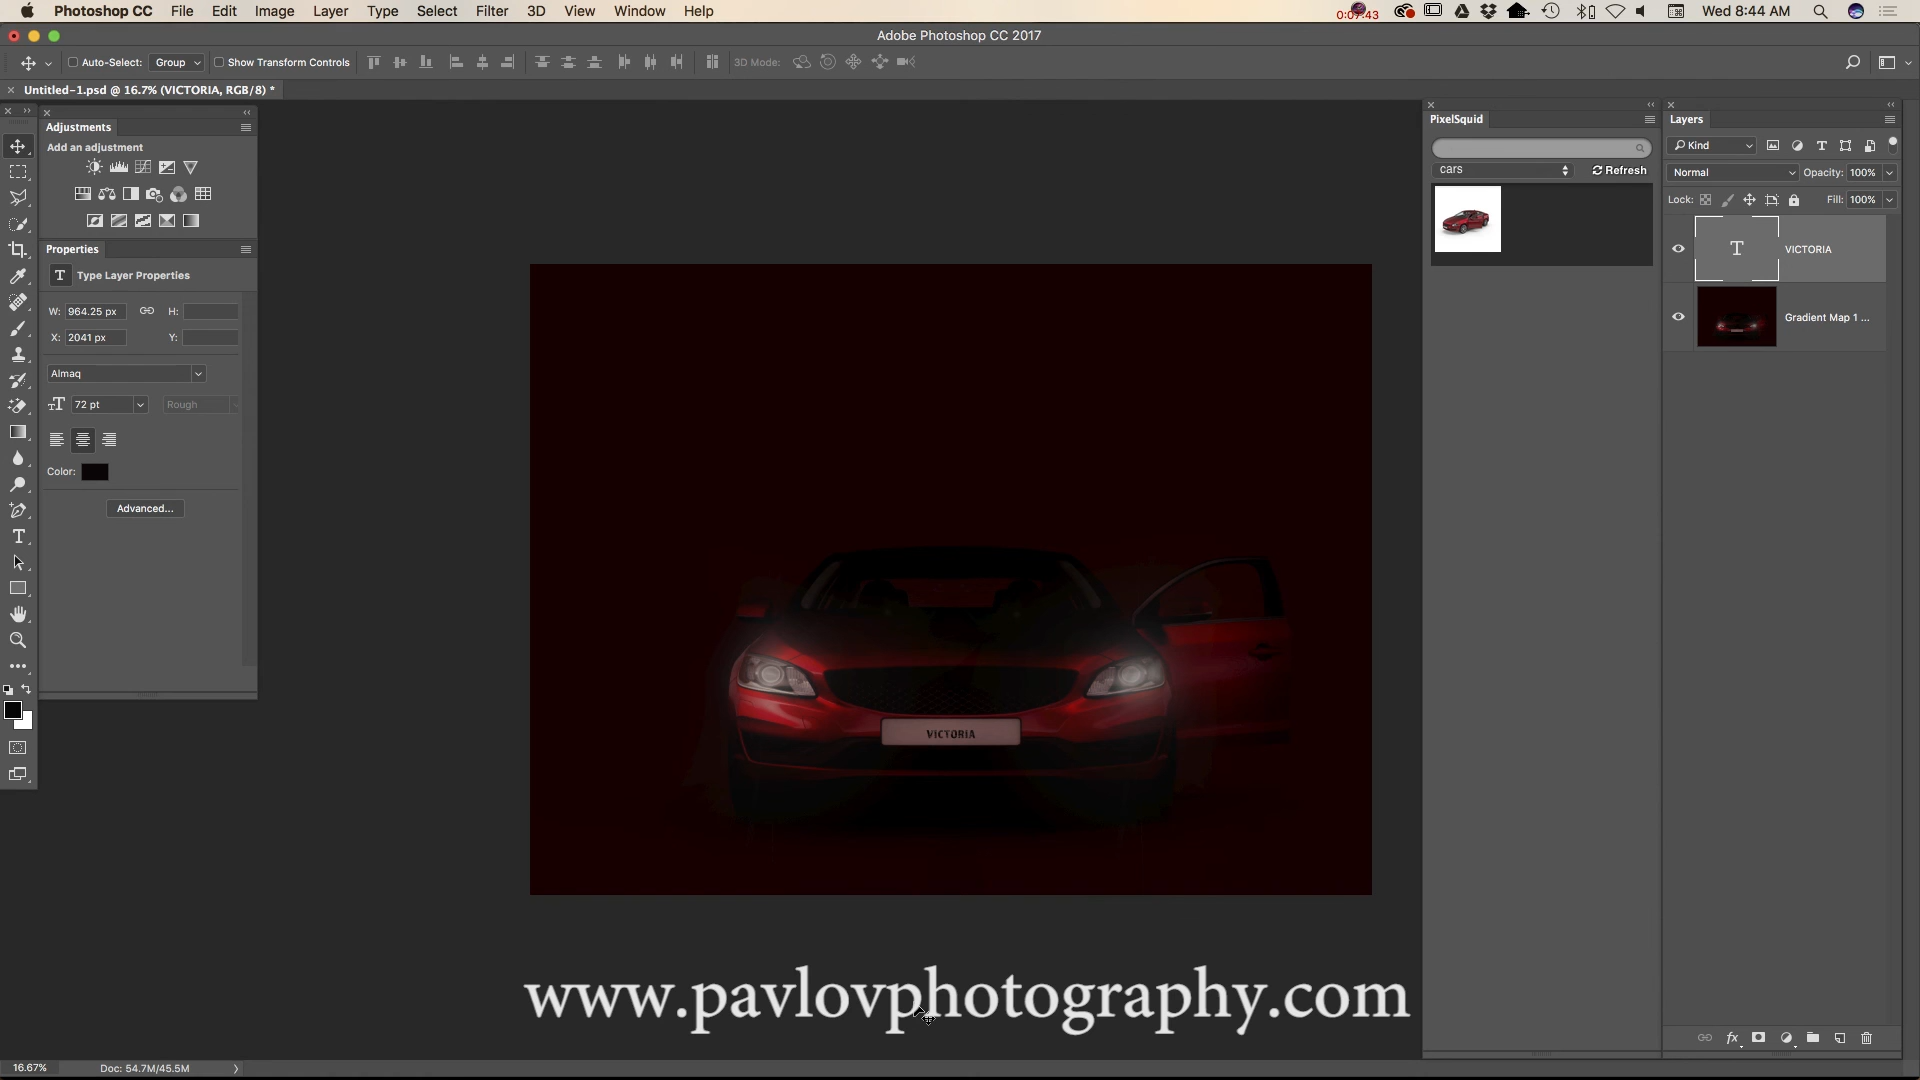 Photoshop CC File Edit Image Layer Type Select Filter 3D View Window Help
0:07:43
Wed 8:44 AM
Adobe Photoshop CC 2017
Auto-Select: Group Show Transform Controls
3D Mode:
Untitled-1.psd @ 16.7% (VICTORIA, RGB/8) *
Adjustments
Add an adjustment
Properties
T Type Layer Properties
W: 964.25 px H:
X: 2041 px Y:
Almaq
72 pt Rough
Color:
Advanced...
VICTORIA
www.pavlovphotography.com
PixelSquid
cars Refresh
Layers
Kind
Normal Opacity: 100%
Lock: Fill: 100%
T VICTORIA
Gradient Map 1 ...
fx
16.67% Doc: 54.7M/45.5M